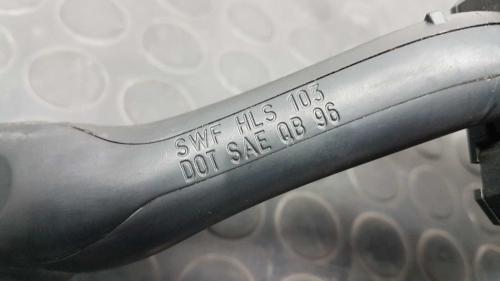 SWF HLS 103
DOT SAE QB 96